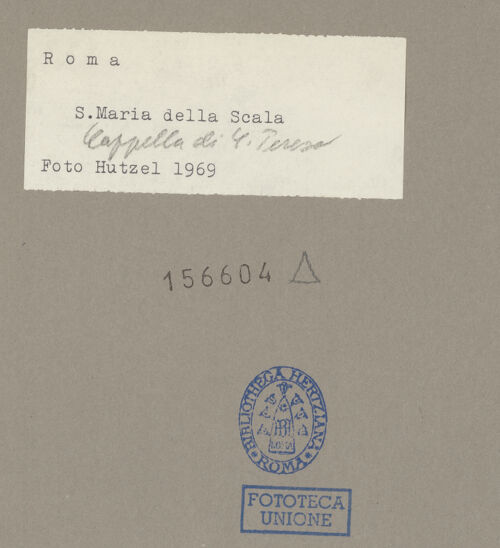 Roma
S.Maria della Scala
Cappella di S. Teresa
Foto Hutzel 1969
156604
BIBLIOTHECA HERTZIANA
ROMA
FOTOTECA
UNIONE